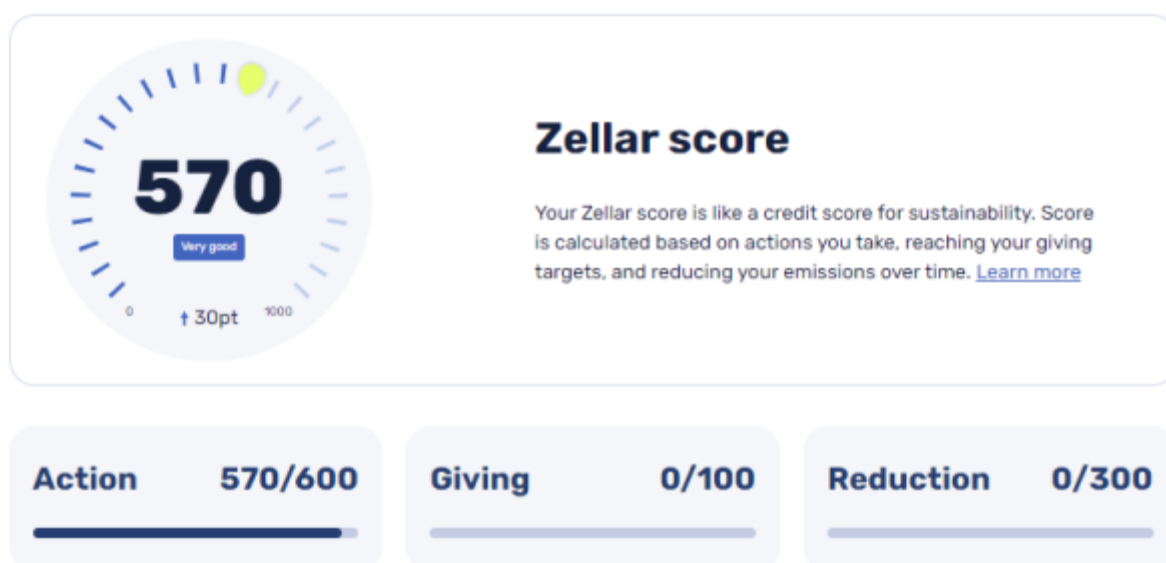 570
Very good
0
↑ 30pt
1000
Zellar score
Your Zellar score is like a credit score for sustainability. Score
is calculated based on actions you take, reaching your giving
targets, and reducing your emissions over time. Learn more
Action 570/600
Giving 0/100
Reduction 0/300